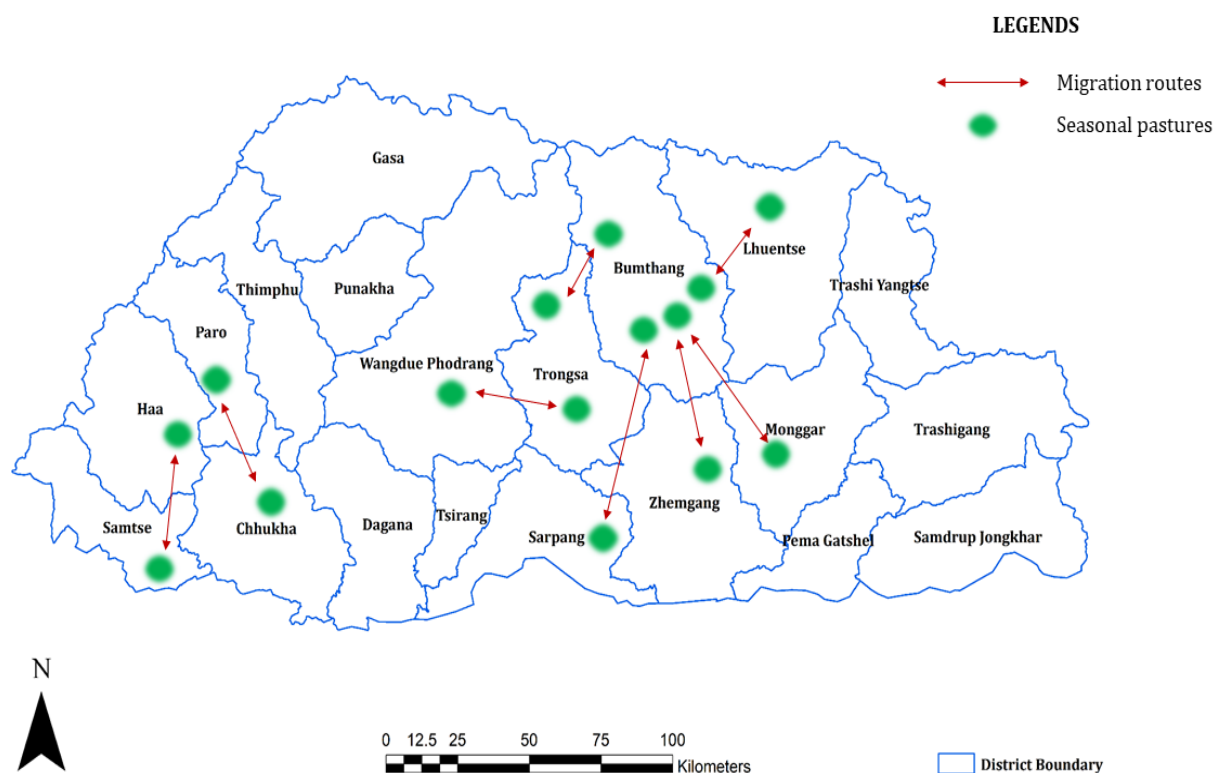 LEGENDS
Migration routes
Seasonal pastures
Gasa
Lhuentse
Bumthang
Trashi Yangtse
Thimphu
Punakha
Paro
Wangdue Phodrang
Trongsa
Haa
Monggar
Trashigang
Zhemgang
Samtse
Chhukha
Dagana
Tsirang
Sarpang
Pema Gatshel
Samdrup Jongkhar
N
0 12.5 25 50 75 100
Kilometers
District Boundary